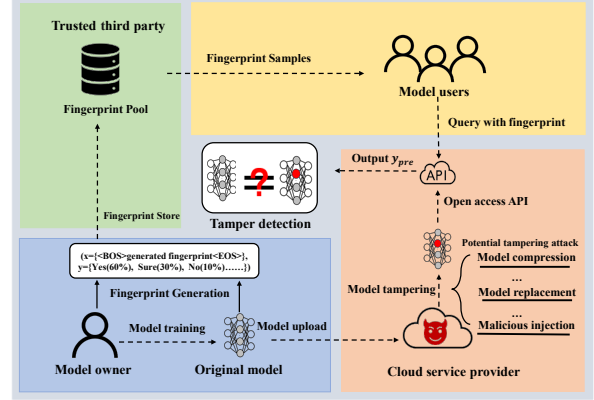 Trusted third party
Fingerprint Pool
Fingerprint Samples
Model users
Query with fingerprint
Output y_pre
API
Open access API
?
Tamper detection
Fingerprint Store
(x={<BOS>generated fingerprint<EOS>},
y={Yes(60%), Sure(30%), No(10%)......})
Fingerprint Generation
Model training
Model upload
Model owner
Original model
Potential tampering attack
Model compression
...
Model replacement
...
Malicious injection
Model tampering
Cloud service provider